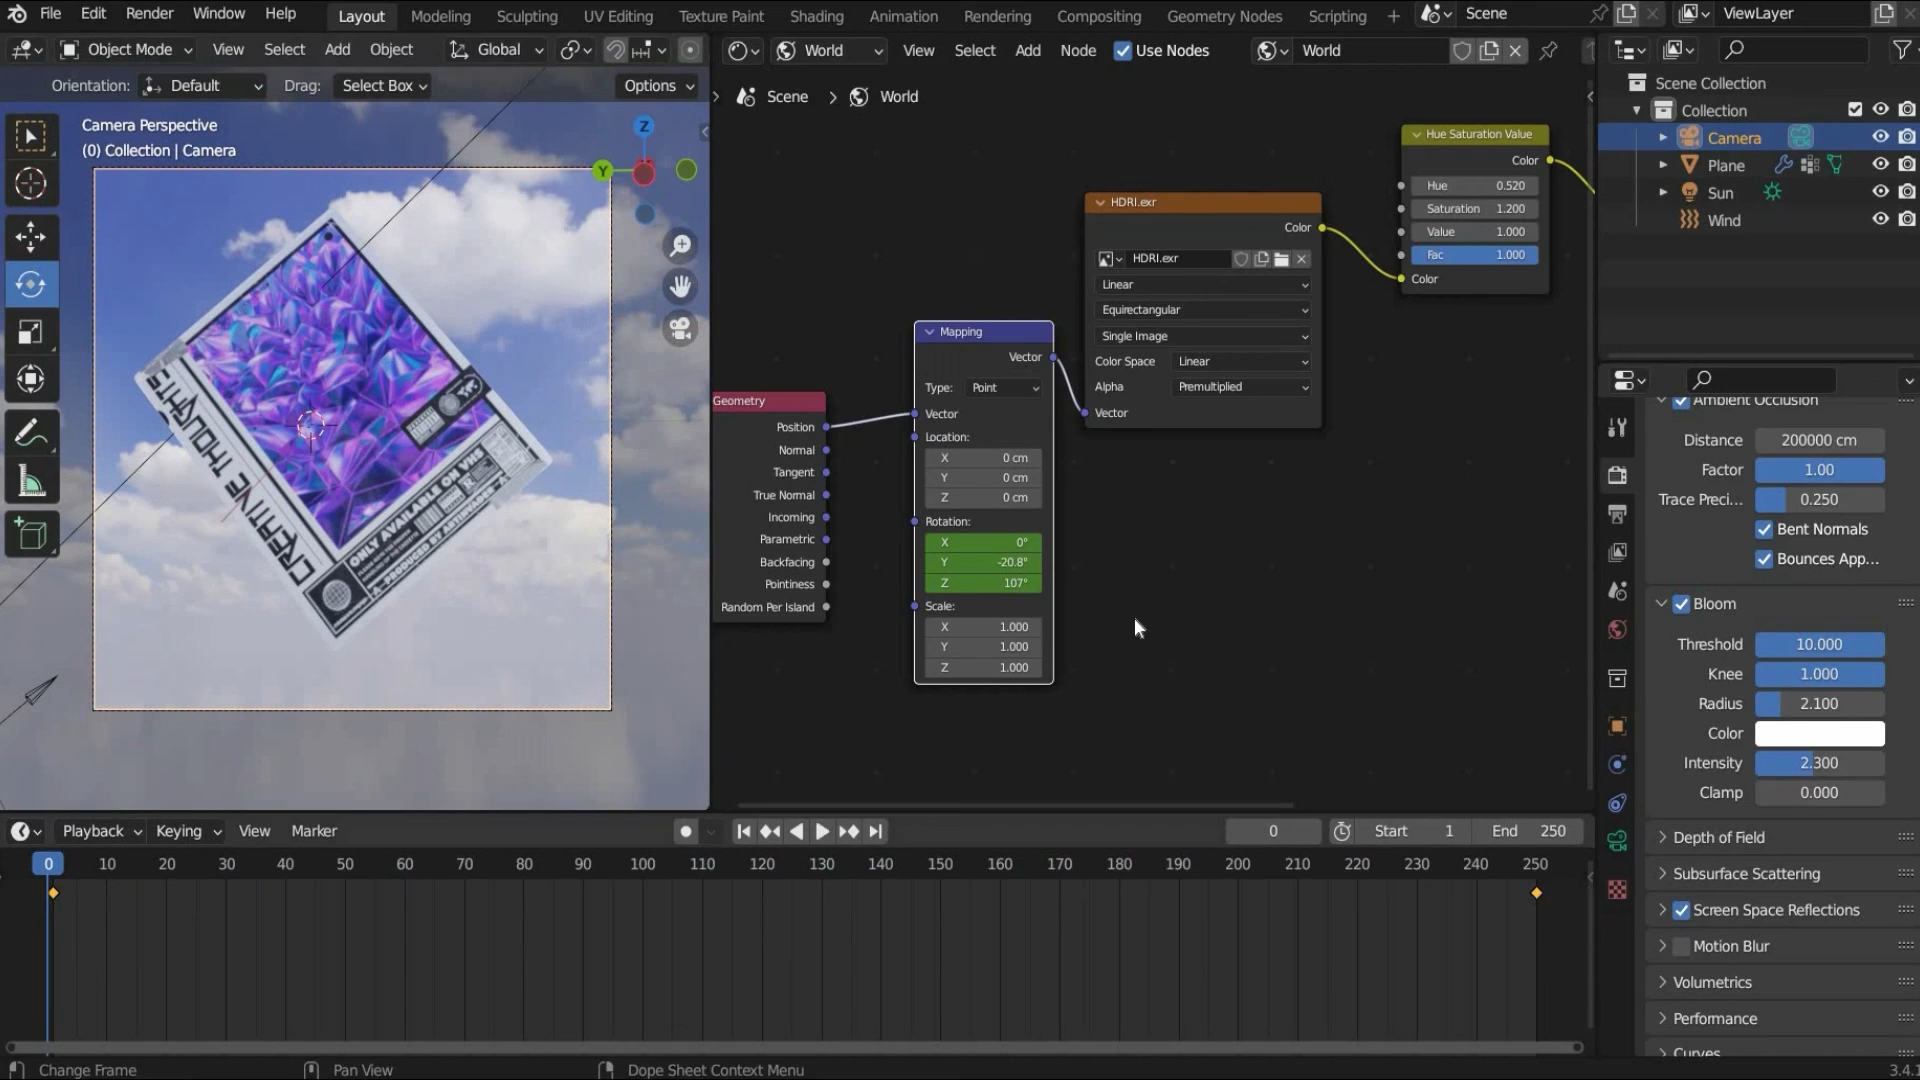 File Edit Render Window Help Layout Modeling Sculpting UV Editing Texture Paint Shading Animation Rendering Compositing Geometry Nodes Scripting + Scene ViewLayer
Object Mode View Select Add Object Global World View Select Add Node Use Nodes World
Orientation: Default Drag: Select Box Options
Scene > World
Camera Perspective
(0) Collection | Camera
Z
Y
CREATIVE THOUGHTS
ONLY AVAILABLE ON VHS
Geometry
Position
Normal
Tangent
True Normal
Incoming
Parametric
Backfacing
Pointiness
Random Per Island
Mapping
Vector
Type: Point
Vector
Location:
X 0 cm
Y 0 cm
Z 0 cm
Rotation:
X 0°
Y -20.8°
Z 107°
Scale:
X 1.000
Y 1.000
Z 1.000
HDRI.exr
Color
HDRI.exr
Linear
Equirectangular
Single Image
Color Space Linear
Alpha Premultiplied
Vector
Hue Saturation Value
Color
Hue 0.520
Saturation 1.200
Value 1.000
Fac 1.000
Color
Scene Collection
Collection
Camera
Plane
Sun
Wind
Ambient Occlusion
Distance 200000 cm
Factor 1.00
Trace Preci... 0.250
Bent Normals
Bounces App...
Bloom
Threshold 10.000
Knee 1.000
Radius 2.100
Color
Intensity 2.300
Clamp 0.000
Depth of Field
Subsurface Scattering
Screen Space Reflections
Motion Blur
Volumetrics
Performance
Curves
Playback Keying View Marker 0 Start 1 End 250
0 10 20 30 40 50 60 70 80 90 100 110 120 130 140 150 160 170 180 190 200 210 220 230 240 250
Change Frame Pan View Dope Sheet Context Menu 3.4.1